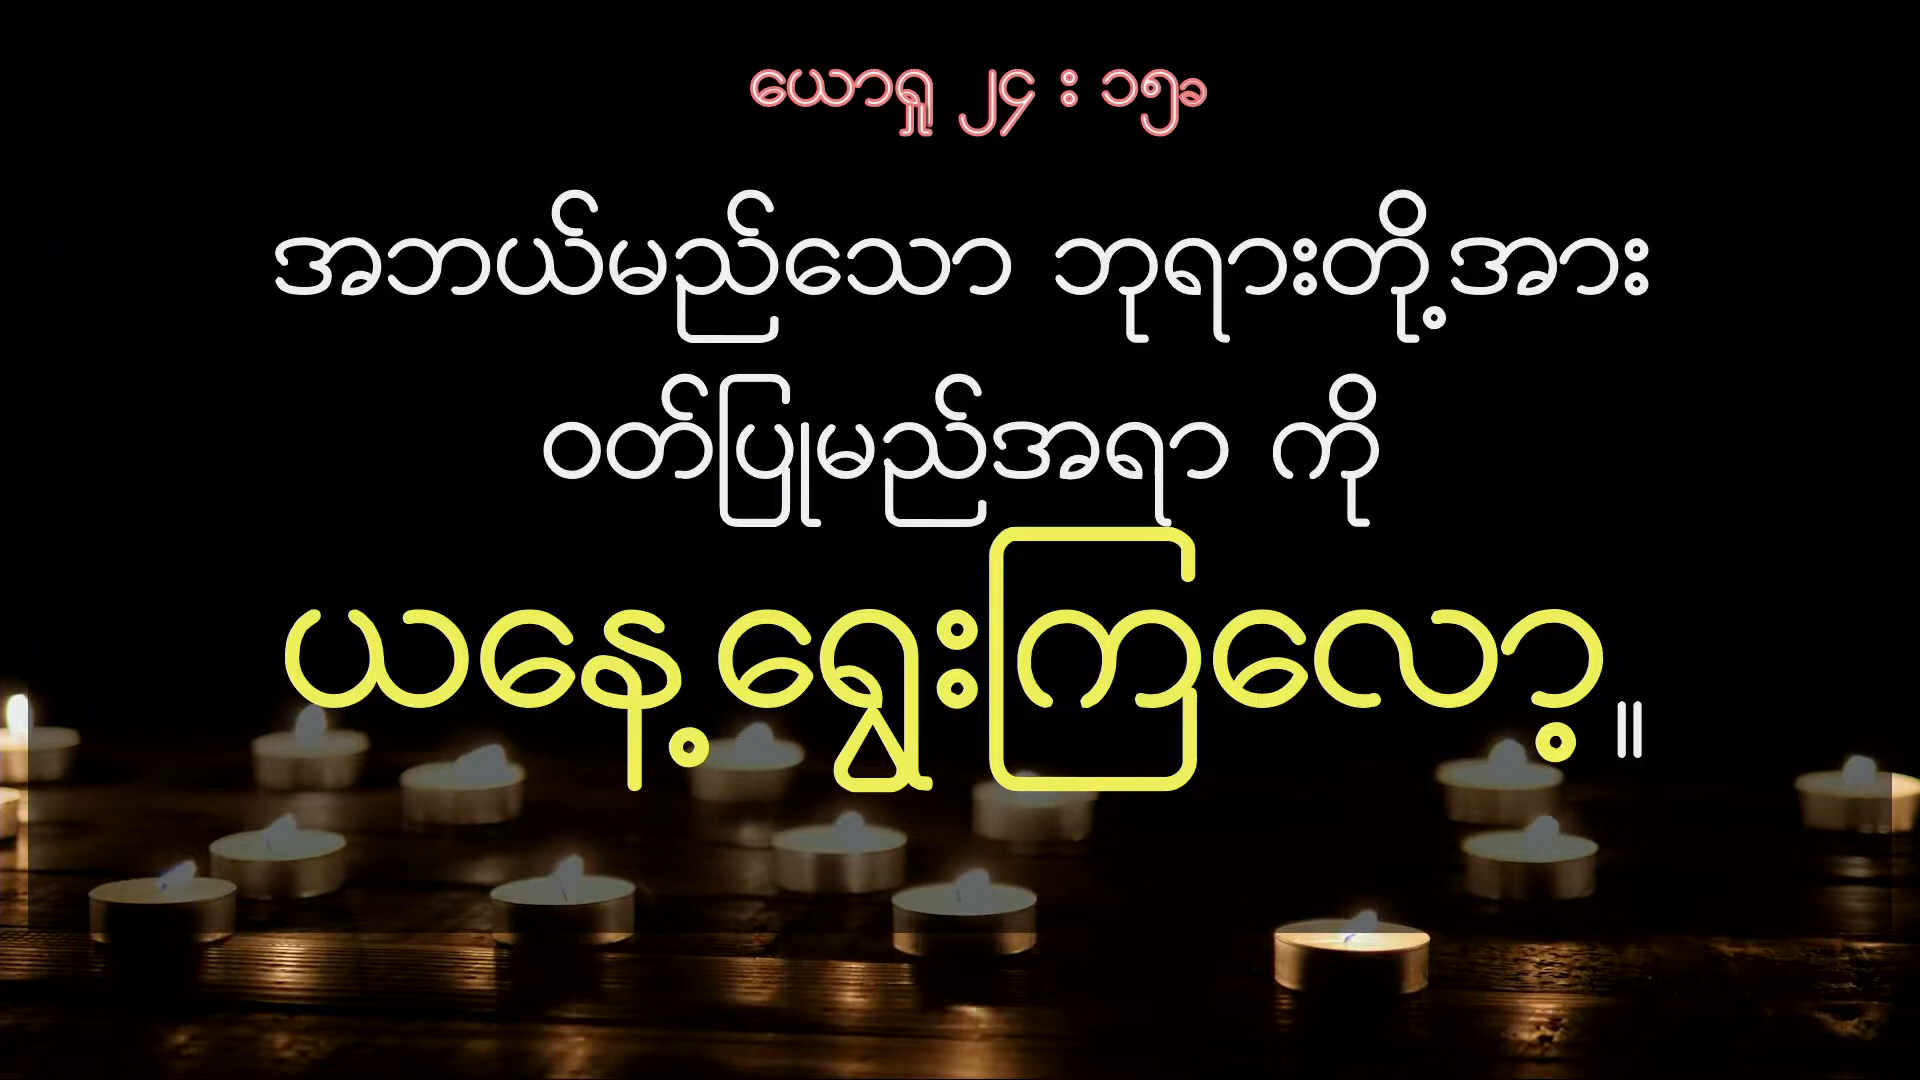 ယောရှု ၂၄ : ၁၅ခ
အဘယ်မည်သော ဘုရားတို့အား
ဝတ်ပြုမည်အရာ ကို
ယနေ့ရွေးကြလော့။